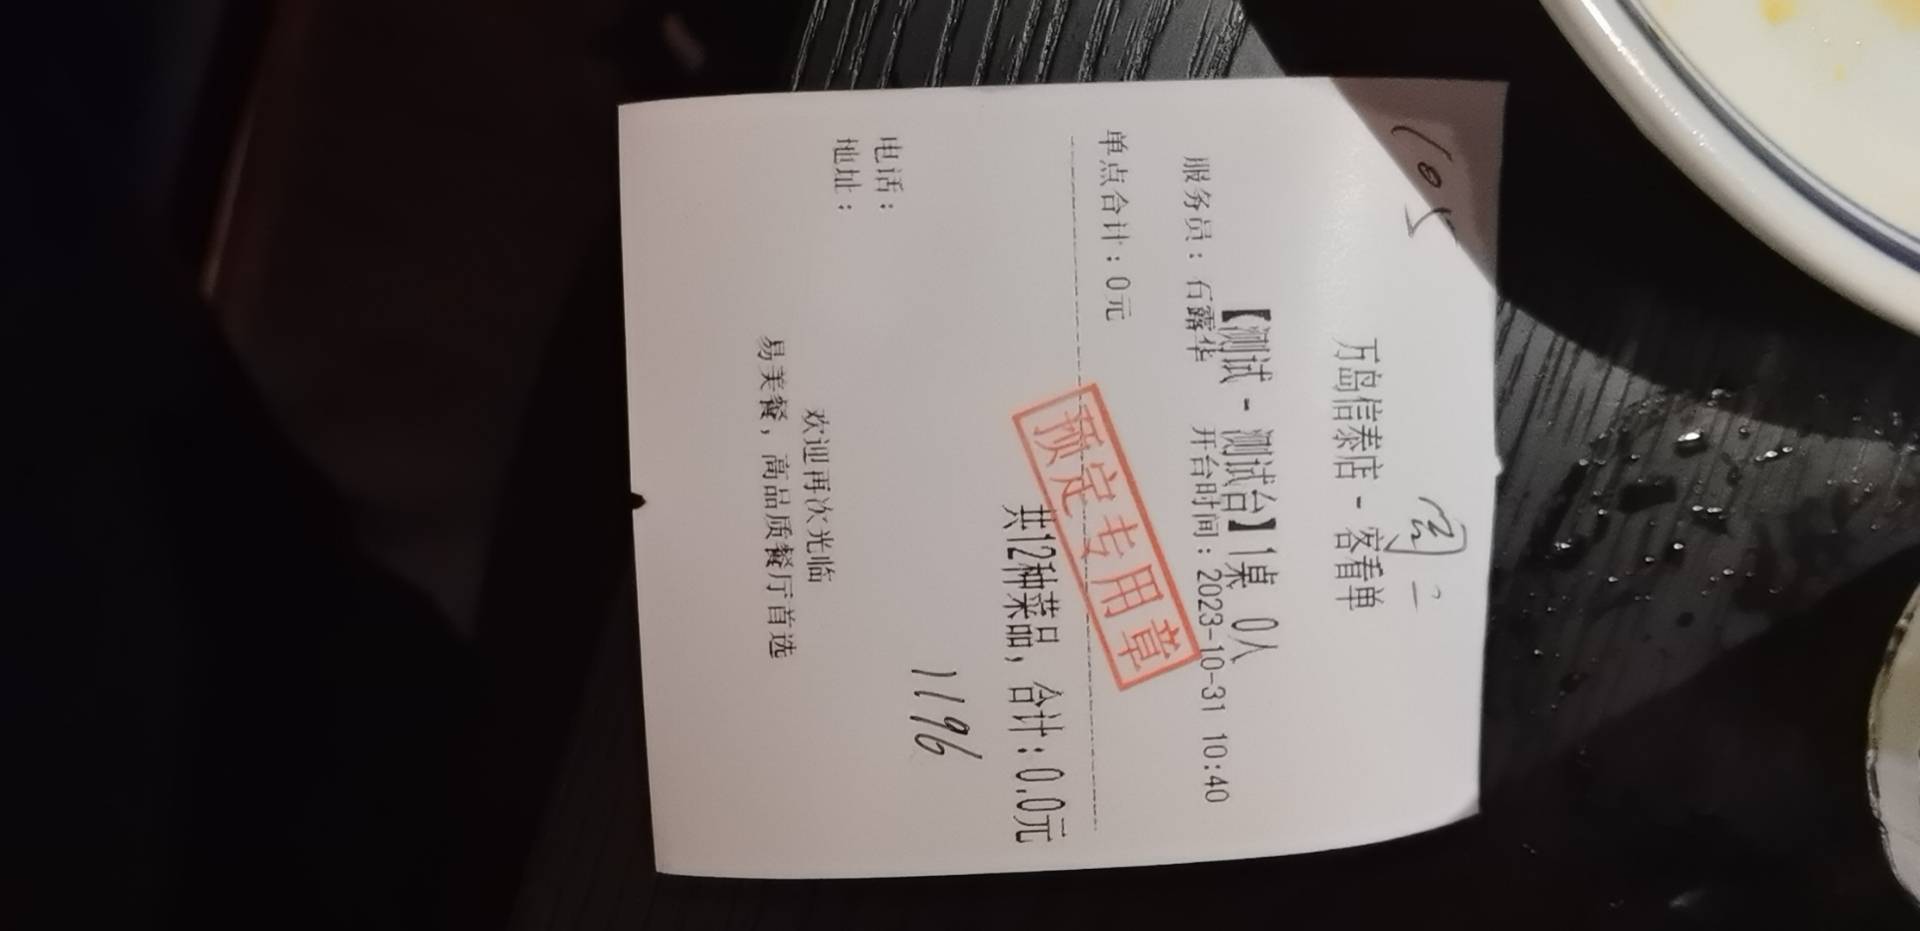 105
周二
万岛信泰店 - 客看单
【测试 - 测试台】1桌 0人
服务员：石露华 开台时间：2023-10-31 10:40
单点合计：0元
预定专用章
共12种菜品，合计：0.0元
1196
电话：
地址：
欢迎再次光临
易美餐，高品质餐厅首选